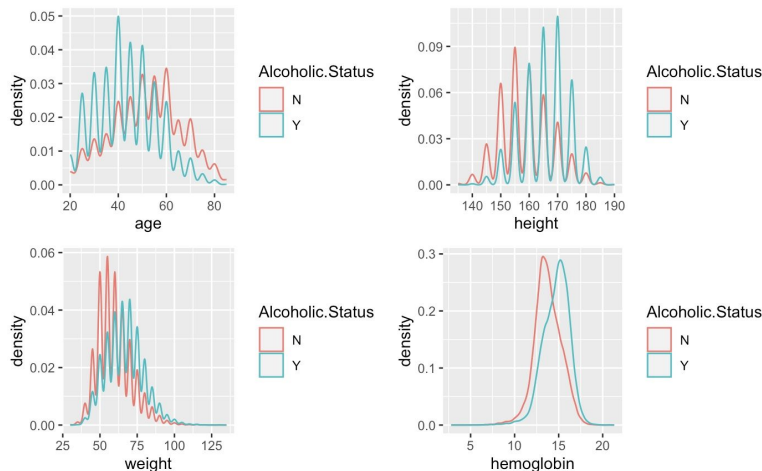 0.05
0.04
0.03
0.02
0.01
0.00
density
20 40 60 80
age
Alcoholic.Status
N
Y
0.09
0.06
0.03
0.00
density
140 150 160 170 180 190
height
Alcoholic.Status
N
Y
0.06
0.04
0.02
0.00
density
25 50 75 100 125
weight
Alcoholic.Status
N
Y
0.3
0.2
0.1
0.0
density
5 10 15 20
hemoglobin
Alcoholic.Status
N
Y